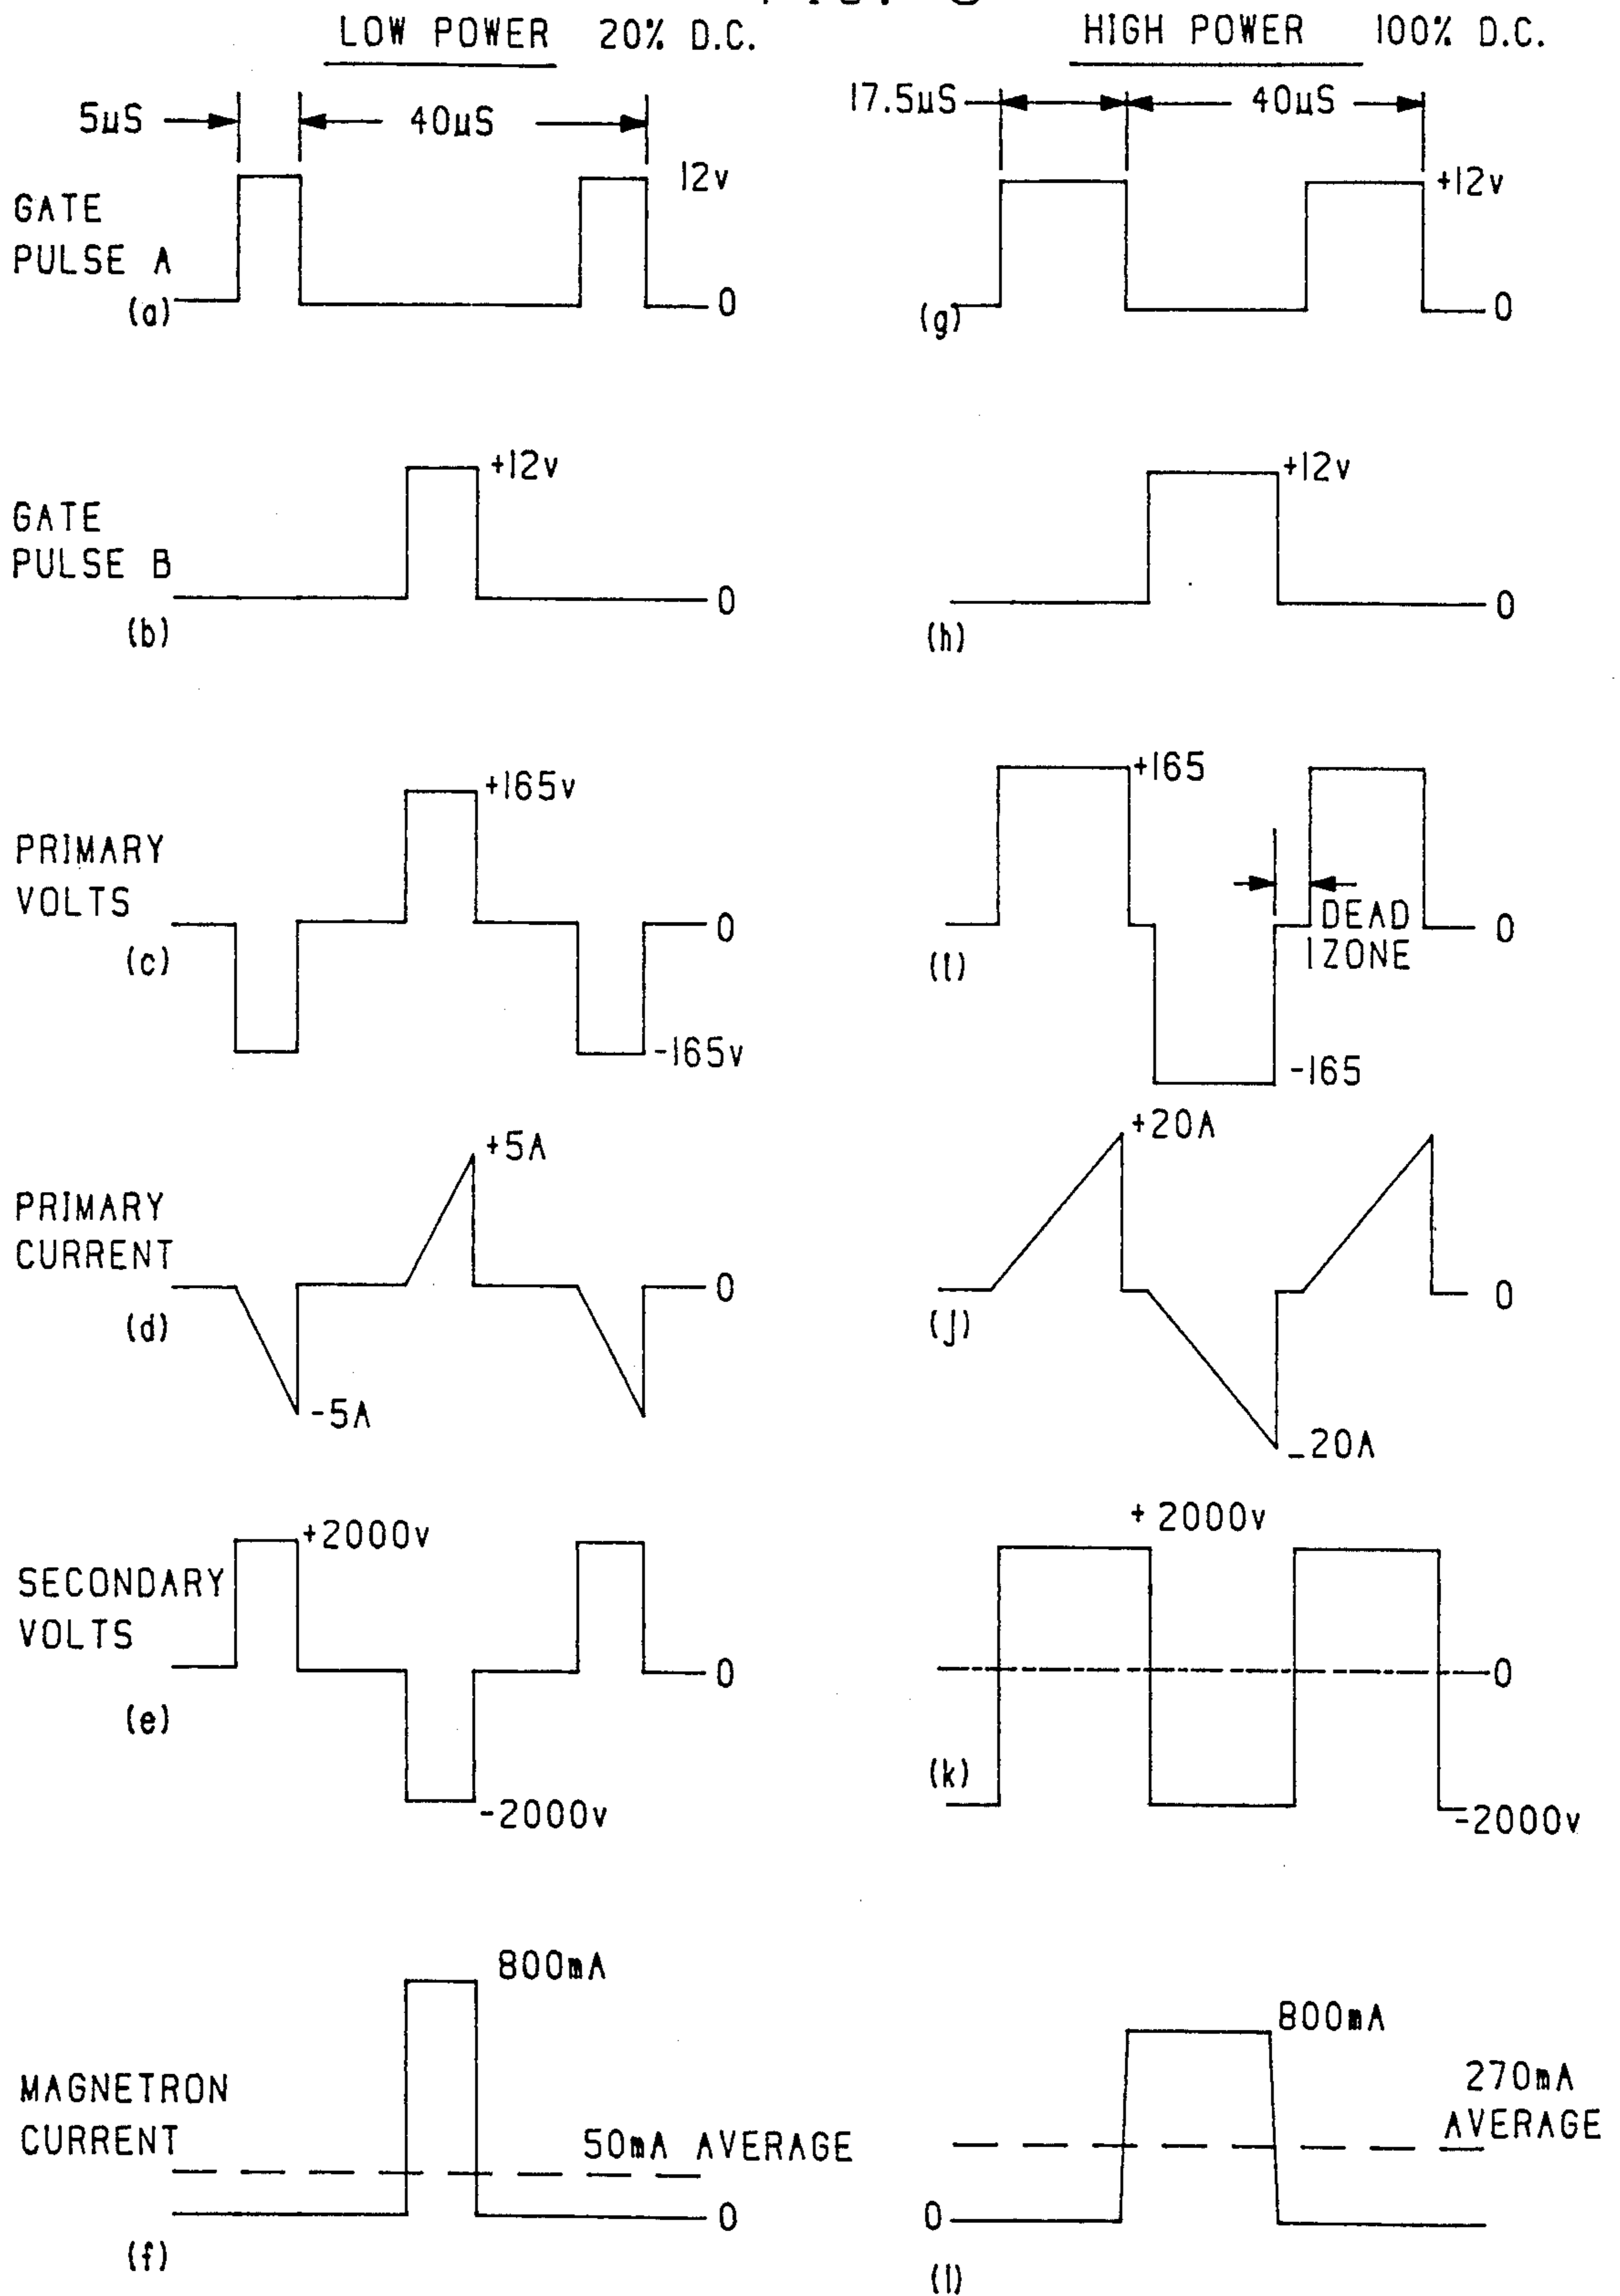 LOW POWER 20% D.C.
HIGH POWER 100% D.C.
5µS 40µS
17.5µS 40µS
GATE
PULSE A
(a)
12v
0
(g)
+12v
0
GATE
PULSE B
(b)
+12v
0
(h)
+12v
0
PRIMARY
VOLTS
(c)
+165v
0
-165v
(i)
+165
DEAD
ZONE
0
-165
PRIMARY
CURRENT
(d)
+5A
0
-5A
(j)
+20A
0
-20A
SECONDARY
VOLTS
(e)
+2000v
0
-2000v
(k)
+2000v
0
-2000v
MAGNETRON
CURRENT
(f)
800mA
50mA AVERAGE
0
(l)
800mA
270mA
AVERAGE
0